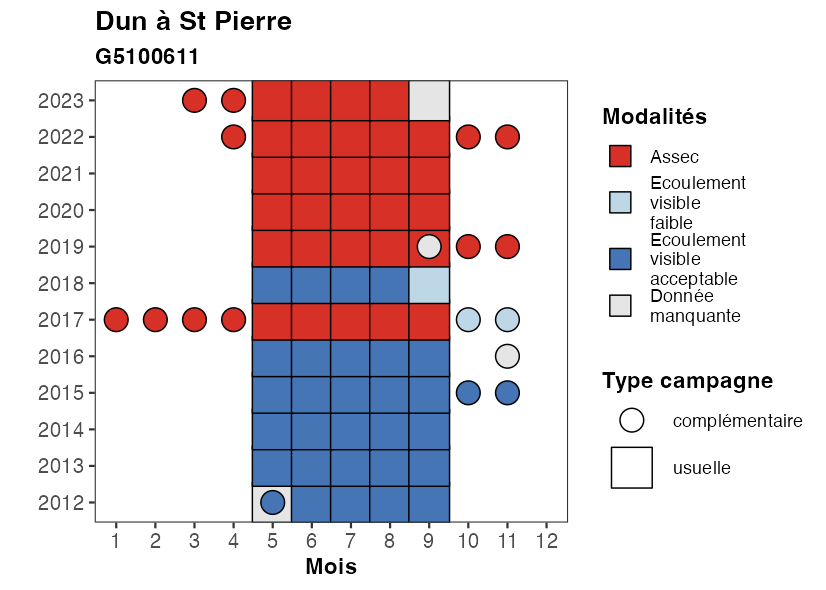 Dun à St Pierre
G5100611
2023
2022
2021
2020
2019
2018
2017
2016
2015
2014
2013
2012
1 2 3 4 5 6 7 8 9 10 11 12
Mois
Modalités
Assec
Ecoulement
visible
faible
Ecoulement
visible
acceptable
Donnée
manquante
Type campagne
complémentaire
usuelle